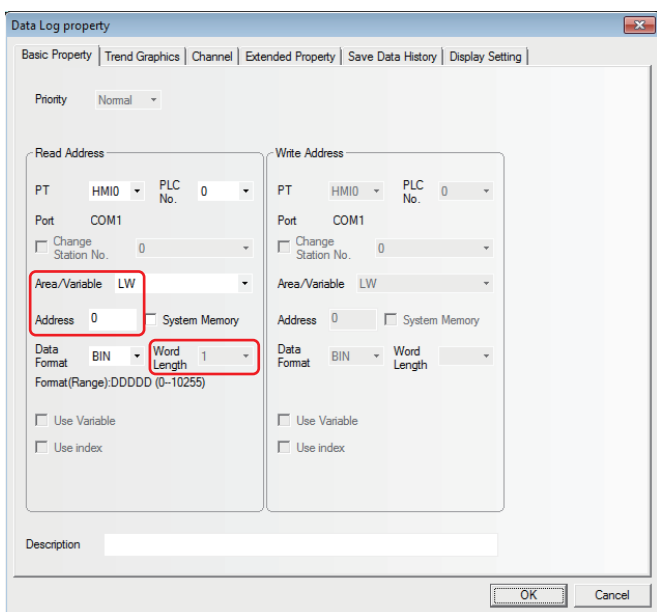 Data Log property
Basic Property Trend Graphics Channel Extended Property Save Data History Display Setting
Priority Normal
Read Address
PT HMI0 PLC No. 0
Port COM1
Change Station No. 0
Area/Variable LW
Address 0 System Memory
Data Format BIN Word Length 1
Format(Range):DDDDD (0--10255)
Use Variable
Use index
Write Address
PT HMI0 PLC No. 0
Port COM1
Change Station No. 0
Area/Variable LW
Address 0 System Memory
Data Format BIN Word Length
Use Variable
Use index
Description
OK Cancel